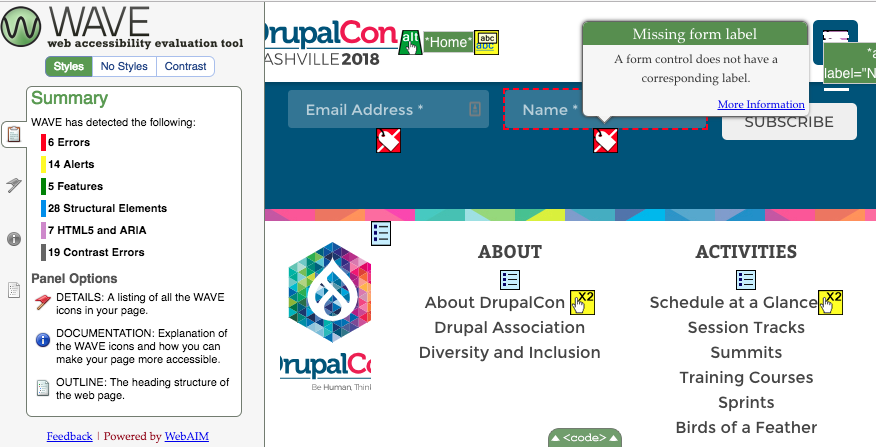 WAVE
web accessibility evaluation tool
Styles No Styles Contrast
Summary
WAVE has detected the following:
6 Errors
14 Alerts
5 Features
28 Structural Elements
7 HTML5 and ARIA
19 Contrast Errors
Panel Options
DETAILS: A listing of all the WAVE
icons in your page.
DOCUMENTATION: Explanation of
the WAVE icons and how you can
make your page more accessible.
OUTLINE: The heading structure of
the web page.
Feedback | Powered by WebAIM
DrupalCon
NASHVILLE 2018
alt
*Home*
abc
abc
Missing form label
A form control does not have a
corresponding label.
More Information
*a
label="N
Email Address *
Name *
SUBSCRIBE
ABOUT
About DrupalCon X2
Drupal Association
Diversity and Inclusion
ACTIVITIES
Schedule at a Glance X2
Session Tracks
Summits
Training Courses
Sprints
Birds of a Feather
DrupalCo
Be Human, Thin
<code>